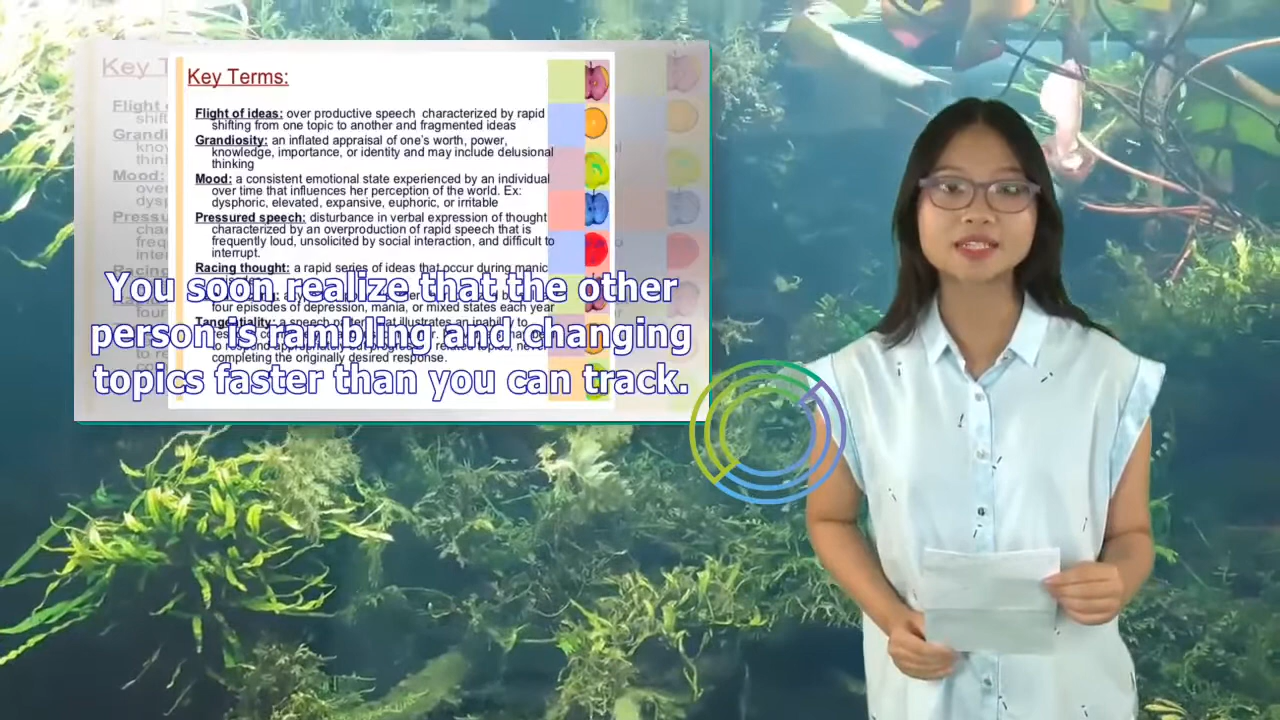 Key Terms:
Flight of ideas: over productive speech characterized by rapid
shifting from one topic to another and fragmented ideas
Grandiosity: an inflated appraisal of one's worth, power,
knowledge, importance, or identity and may include delusional
thinking
Mood: a consistent emotional state experienced by an individual
over time that influences her perception of the world. Ex:
dysphoric, elevated, expansive, euphoric, or irritable
Pressured speech: disturbance in verbal expression of thought
characterized by an overproduction of rapid speech that is
frequently loud, unsolicited by social interaction, and difficult to
interrupt.
Racing thought: a rapid series of ideas that occur during manic
four episodes of depression, mania, or mixed states each year
completing the originally desired response.
You soon realize that the other
person is rambling and changing
topics faster than you can track.